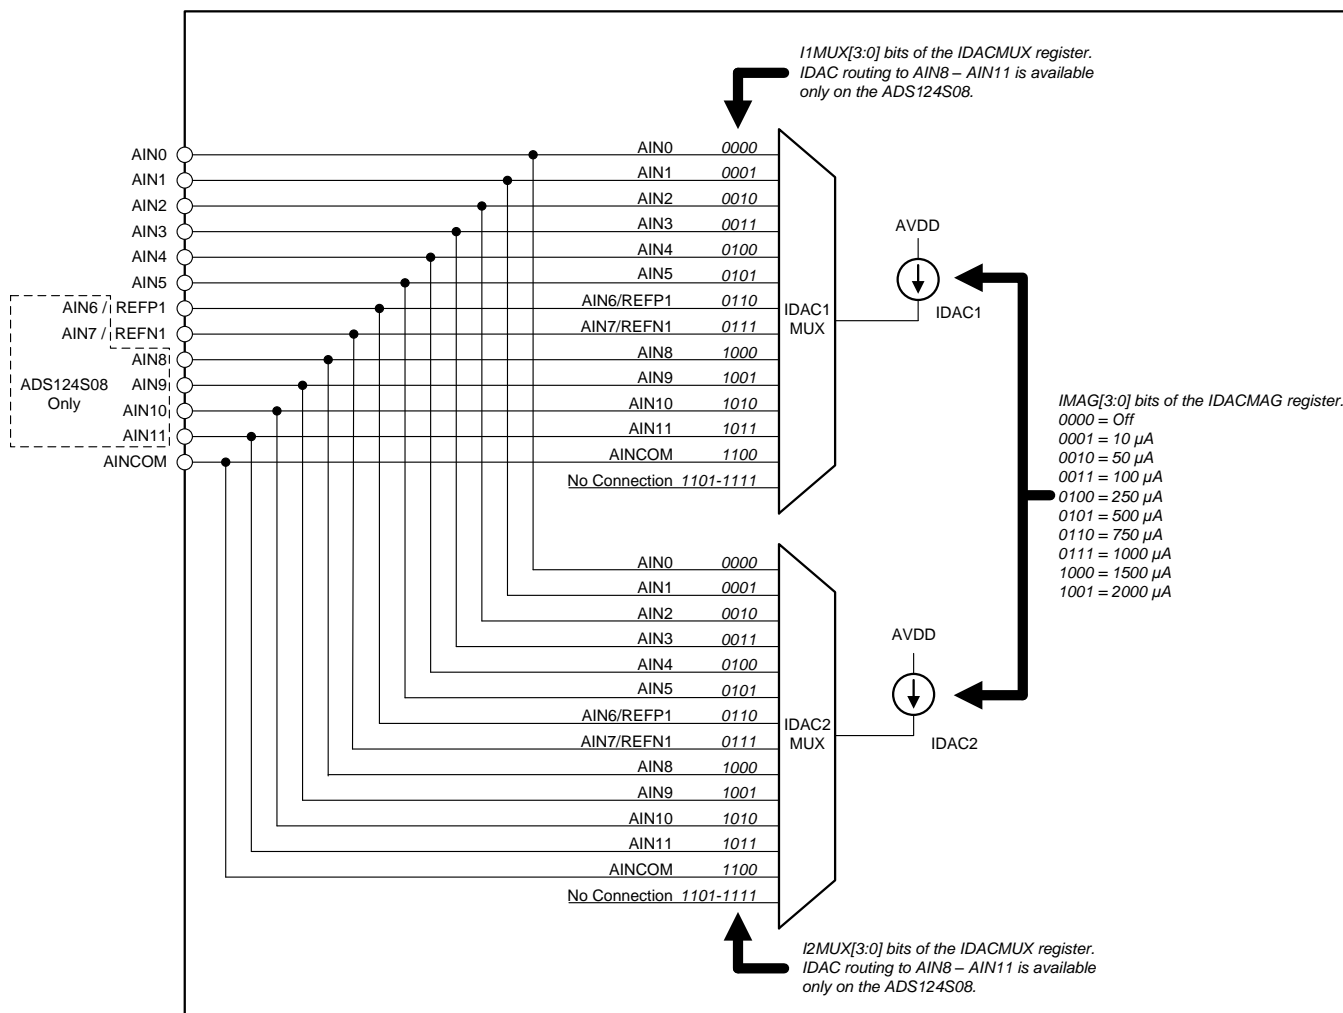 I1MUX[3:0] bits of the IDACMUX register.
IDAC routing to AIN8 – AIN11 is available
only on the ADS124S08.
AIN0
AIN1
AIN2
AIN3
AIN4
AIN5
AIN6 / REFP1
AIN7 / REFN1
AIN8
AIN9
AIN10
AIN11
AINCOM
ADS124S08
Only
AIN0 0000
AIN1 0001
AIN2 0010
AIN3 0011
AIN4 0100
AIN5 0101
AIN6/REFP1 0110
AIN7/REFN1 0111
AIN8 1000
AIN9 1001
AIN10 1010
AIN11 1011
AINCOM 1100
No Connection 1101-1111
IDAC1
MUX
AVDD
IDAC1
IMAG[3:0] bits of the IDACMAG register.
0000 = Off
0001 = 10 μA
0010 = 50 μA
0011 = 100 μA
0100 = 250 μA
0101 = 500 μA
0110 = 750 μA
0111 = 1000 μA
1000 = 1500 μA
1001 = 2000 μA
AIN0 0000
AIN1 0001
AIN2 0010
AIN3 0011
AIN4 0100
AIN5 0101
AIN6/REFP1 0110
AIN7/REFN1 0111
AIN8 1000
AIN9 1001
AIN10 1010
AIN11 1011
AINCOM 1100
No Connection 1101-1111
IDAC2
MUX
AVDD
IDAC2
I2MUX[3:0] bits of the IDACMUX register.
IDAC routing to AIN8 – AIN11 is available
only on the ADS124S08.